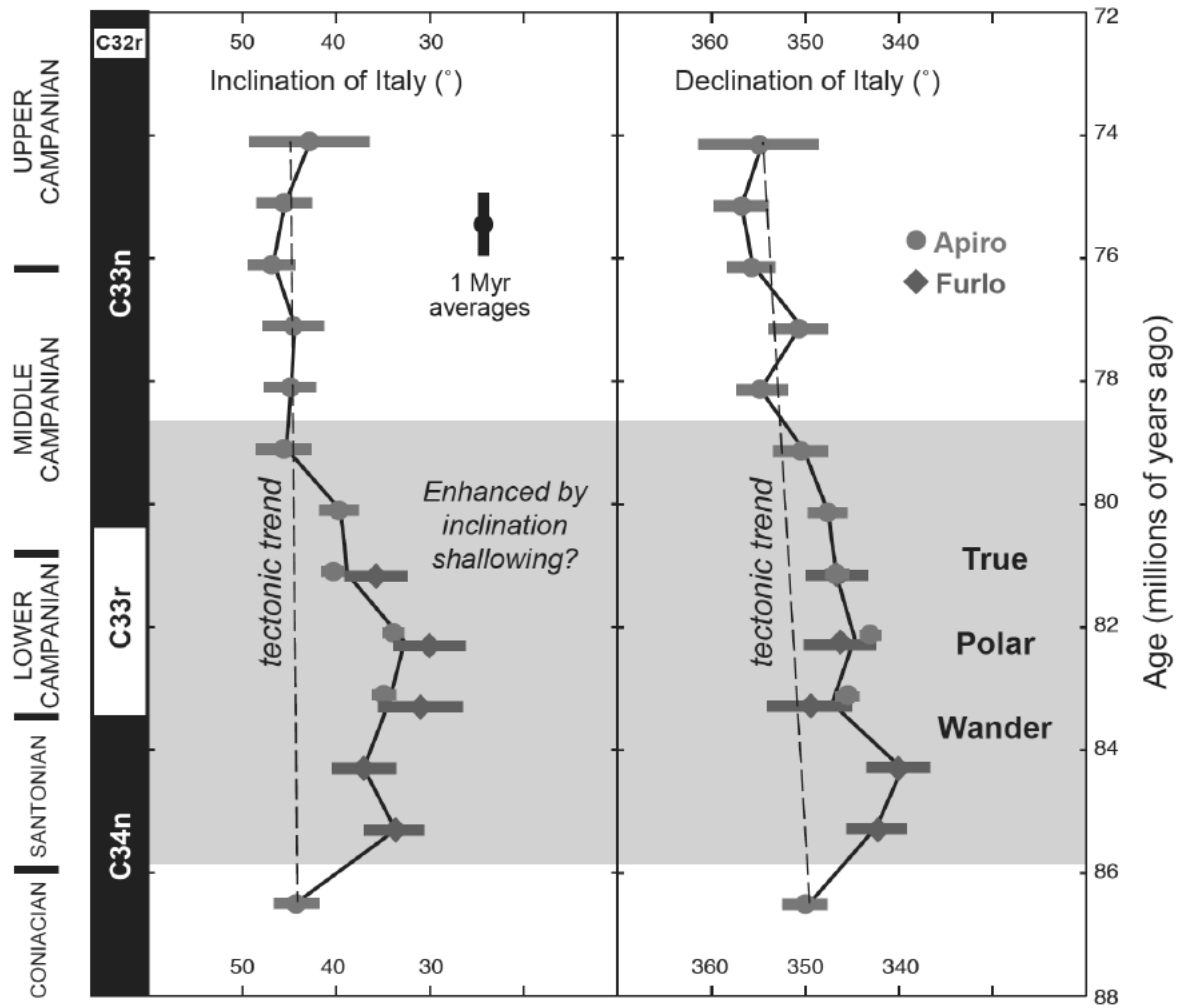 UPPER
CAMPANIAN
MIDDLE
CAMPANIAN
LOWER
CAMPANIAN
SANTONIAN
CONIACIAN
C32r
C33n
C33r
C34n
50 40 30
Inclination of Italy (°)
360 350 340
Declination of Italy (°)
1 Myr
averages
Apiro
Furlo
tectonic trend
Enhanced by
inclination
shallowing?
tectonic trend
True
Polar
Wander
50 40 30
360 350 340
72
74
76
78
80
82
84
86
88
Age (millions of years ago)